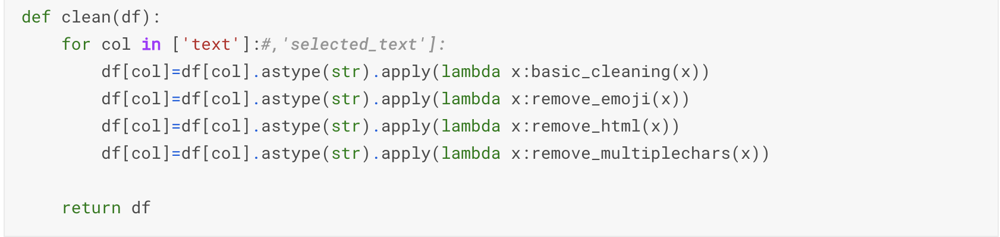 def clean(df):
    for col in ['text']:#,'selected_text']:
        df[col]=df[col].astype(str).apply(lambda x:basic_cleaning(x))
        df[col]=df[col].astype(str).apply(lambda x:remove_emoji(x))
        df[col]=df[col].astype(str).apply(lambda x:remove_html(x))
        df[col]=df[col].astype(str).apply(lambda x:remove_multiplechars(x))

    return df